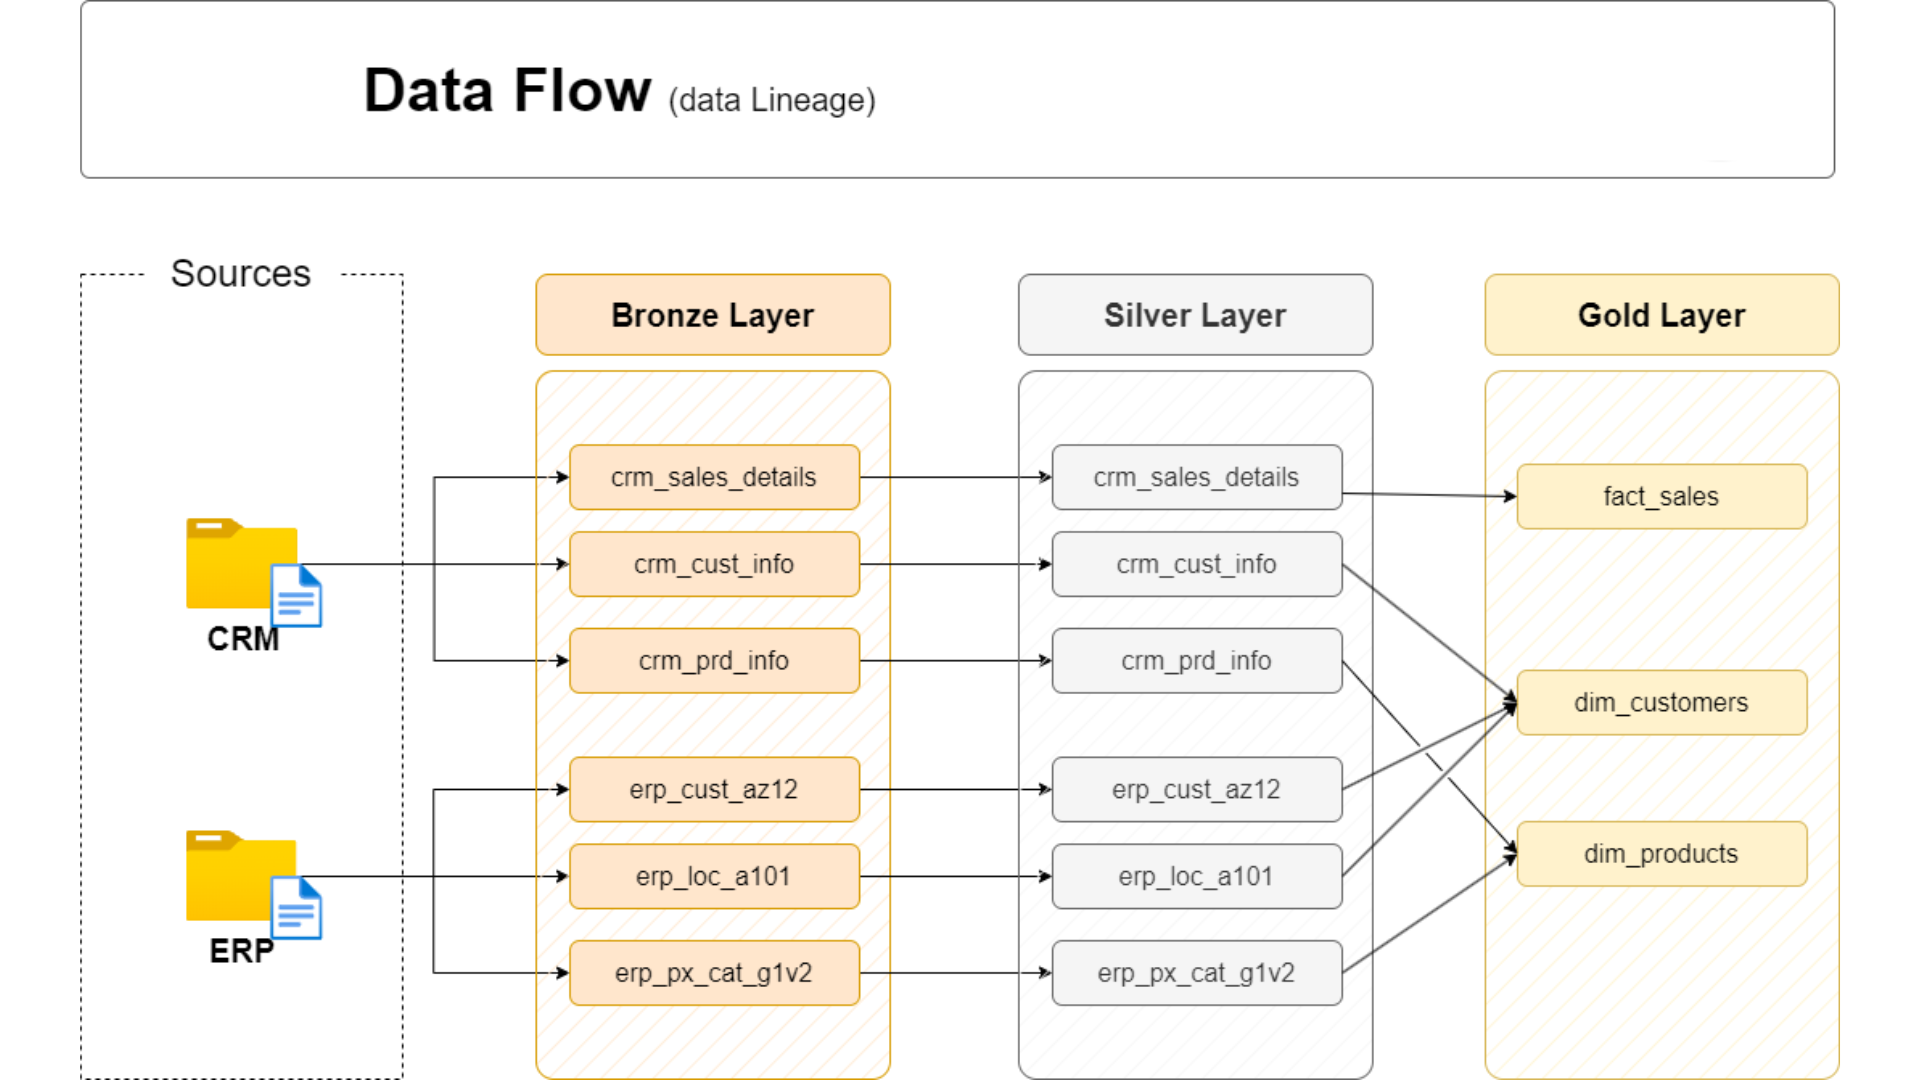 Data Flow (data Lineage)
Sources
CRM
ERP
Bronze Layer
crm_sales_details
crm_cust_info
crm_prd_info
erp_cust_az12
erp_loc_a101
erp_px_cat_g1v2
Silver Layer
crm_sales_details
crm_cust_info
crm_prd_info
erp_cust_az12
erp_loc_a101
erp_px_cat_g1v2
Gold Layer
fact_sales
dim_customers
dim_products